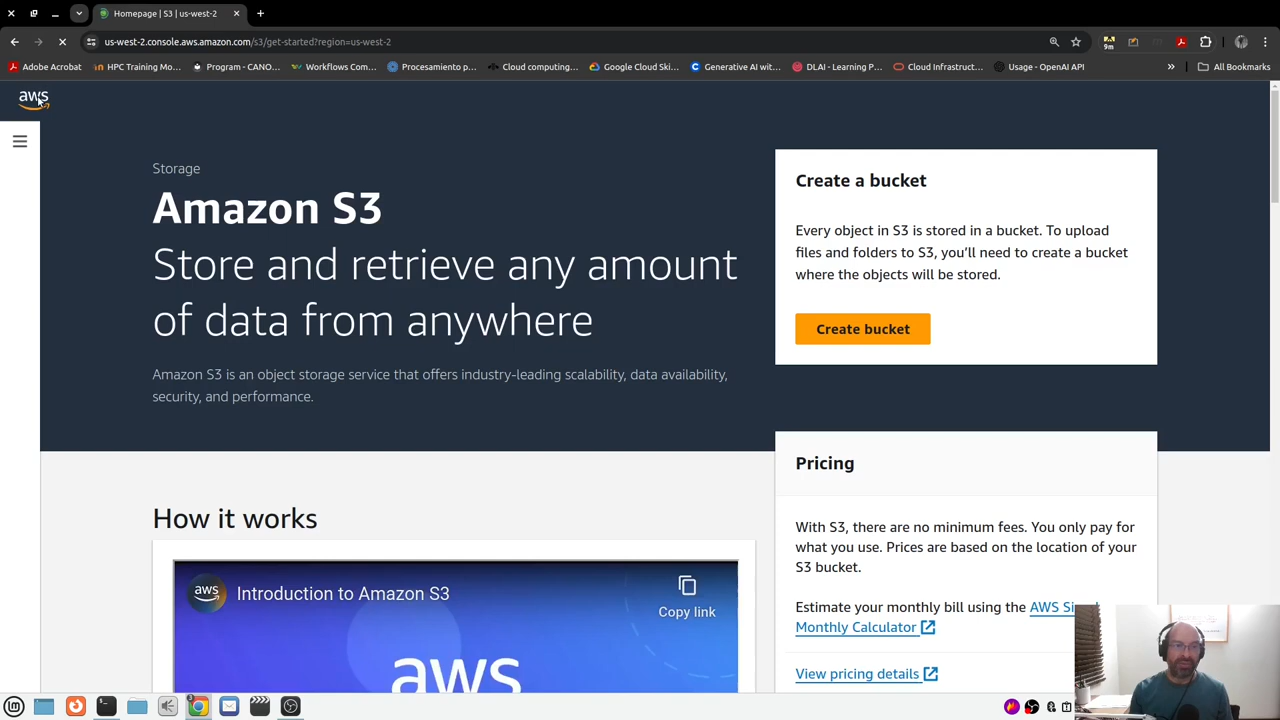 Homepage | S3 | us-west-2
us-west-2.console.aws.amazon.com/s3/get-started?region=us-west-2
9m
Adobe Acrobat
HPC Training Mo...
Program - CANO...
Workflows Com...
Procesamiento p...
Cloud computing...
Google Cloud Ski...
Generative AI wit...
DLAI - Learning P...
Cloud Infrastruct...
Usage - OpenAI API
All Bookmarks
aws
Storage
Amazon S3
Store and retrieve any amount
of data from anywhere
Amazon S3 is an object storage service that offers industry-leading scalability, data availability,
security, and performance.
Create a bucket
Every object in S3 is stored in a bucket. To upload
files and folders to S3, you'll need to create a bucket
where the objects will be stored.
Create bucket
Pricing
With S3, there are no minimum fees. You only pay for
what you use. Prices are based on the location of your
S3 bucket.
Estimate your monthly bill using the AWS
Monthly Calculator
View pricing details
How it works
aws
Introduction to Amazon S3
Copy link
aws